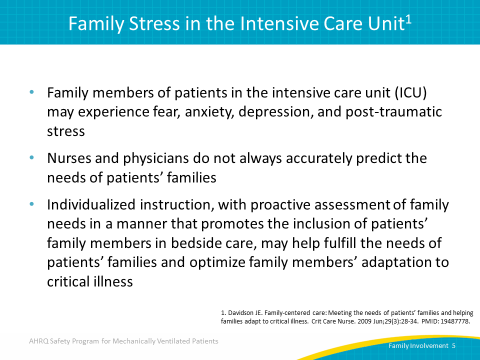 Family Stress in the Intensive Care Unit1
• Family members of patients in the intensive care unit (ICU)
may experience fear, anxiety, depression, and post-traumatic
stress
• Nurses and physicians do not always accurately predict the
needs of patients’ families
• Individualized instruction, with proactive assessment of family
needs in a manner that promotes the inclusion of patients’
family members in bedside care, may help fulfill the needs of
patients’ families and optimize family members’ adaptation to
critical illness
1. Davidson JE. Family-centered care: Meeting the needs of patients’ families and helping
families adapt to critical illness. Crit Care Nurse. 2009 Jun;29(3):28-34. PMID: 19487778.
AHRQ Safety Program for Mechanically Ventilated Patients
Family Involvement 5